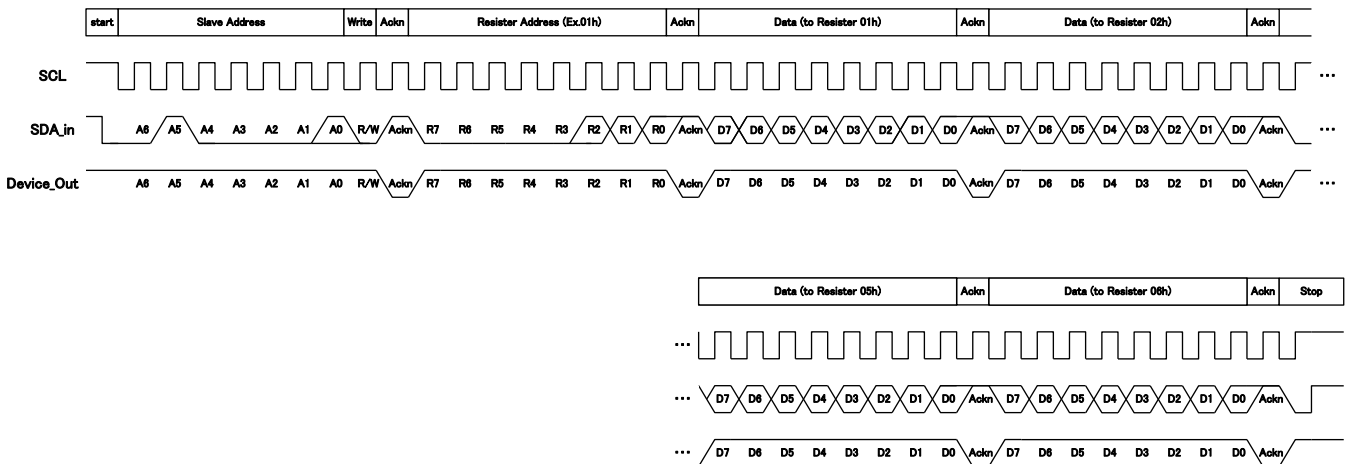 start Slave Address Write Ackn Resister Address (Ex.01h) Ackn Data (to Resister 01h) Ackn Data (to Resister 02h) Ackn
SCL ...
SDA_in A6 A5 A4 A3 A2 A1 A0 R/W Ackn R7 R6 R5 R4 R3 R2 R1 R0 Ackn D7 D6 D5 D4 D3 D2 D1 D0 Ackn D7 D6 D5 D4 D3 D2 D1 D0 Ackn ...
Device_Out A6 A5 A4 A3 A2 A1 A0 R/W Ackn R7 R6 R5 R4 R3 R2 R1 R0 Ackn D7 D6 D5 D4 D3 D2 D1 D0 Ackn D7 D6 D5 D4 D3 D2 D1 D0 Ackn ...
Data (to Resister 05h) Ackn Data (to Resister 06h) Ackn Stop
...
... D7 D6 D5 D4 D3 D2 D1 D0 Ackn D7 D6 D5 D4 D3 D2 D1 D0 Ackn
... D7 D6 D5 D4 D3 D2 D1 D0 Ackn D7 D6 D5 D4 D3 D2 D1 D0 Ackn